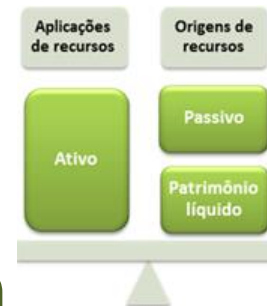 Aplicações
de recursos
Origens de
recursos
Ativo
Passivo
Patrimônio
líquido